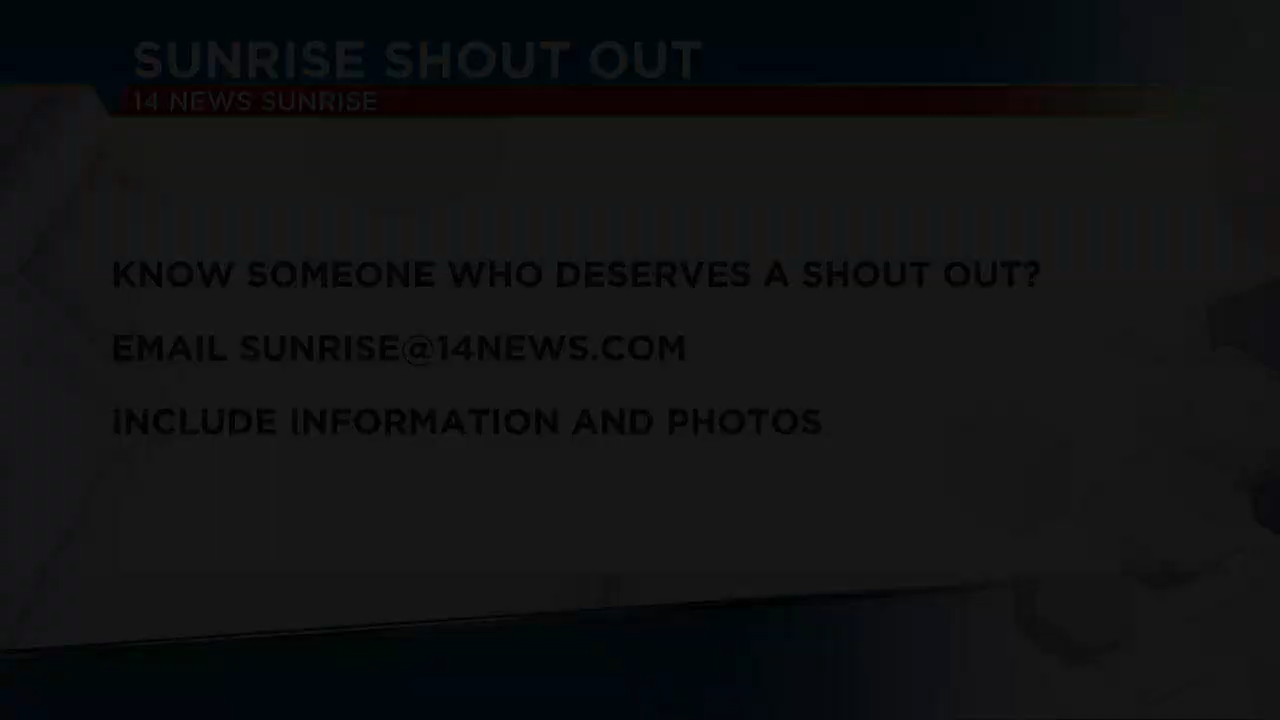 SUNRISE SHOUT OUT
14 NEWS SUNRISE
KNOW SOMEONE WHO DESERVES A SHOUT OUT?
EMAIL SUNRISE@14NEWS.COM
INCLUDE INFORMATION AND PHOTOS